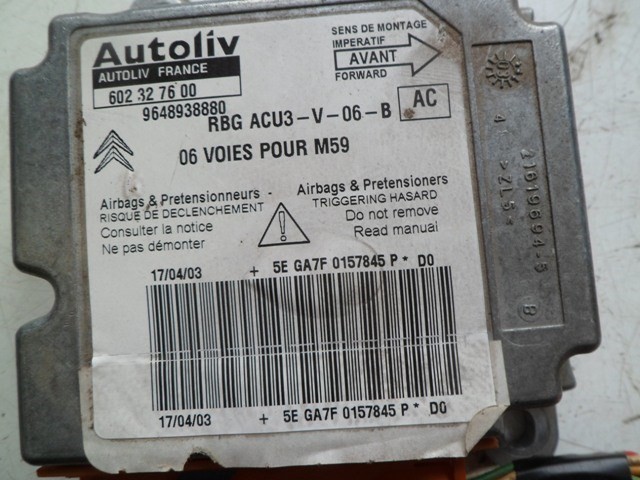 Autoliv
AUTOLIV FRANCE
602 32 76 00
9648938880
SENS DE MONTAGE
IMPERATIF
AVANT
FORWARD
RBG ACU3-V-06-B
AC
06 VOIES POUR M59
Airbags & Pretensionneurs
RISQUE DE DECLENCHEMENT
Consulter la notice
Ne pas démonter
Airbags & Pretensioners
TRIGGERING HASARD
Do not remove
Read manual
17/04/03 + 5E GA7F 0157845 P* D0
17/04/03 + 5E GA7F 0157845 P* D0